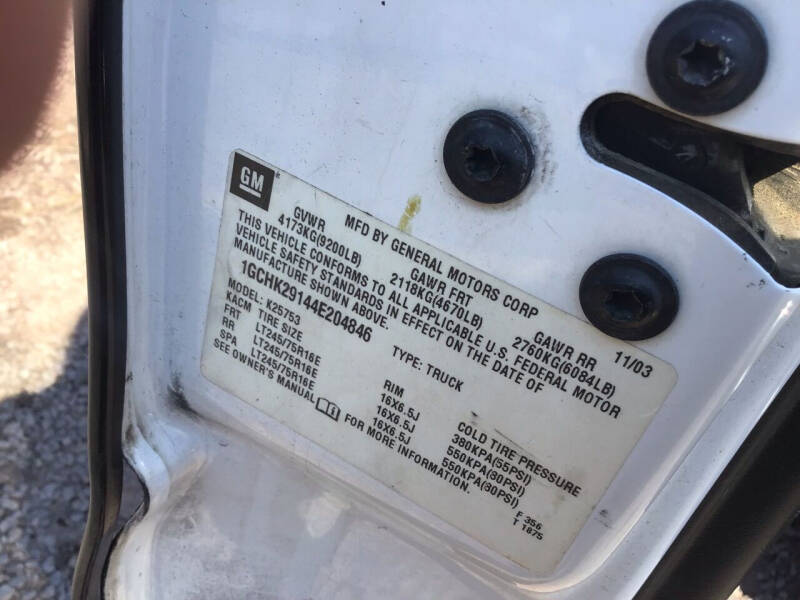 GM
MFD BY GENERAL MOTORS CORP 11/03
GVWR GAWR FRT GAWR RR
4173KG(9200LB) 2118KG(4670LB) 2760KG(6084LB)
THIS VEHICLE CONFORMS TO ALL APPLICABLE U.S. FEDERAL MOTOR
VEHICLE SAFETY STANDARDS IN EFFECT ON THE DATE OF
MANUFACTURE SHOWN ABOVE.
1GCHK29144E204846 TYPE: TRUCK
MODEL: K25753
KACM TIRE SIZE RIM COLD TIRE PRESSURE
FRT LT245/75R16E 16X6.5J 380KPA(55PSI)
RR LT245/75R16E 16X6.5J 550KPA(80PSI)
SPA LT245/75R16E 16X6.5J 550KPA(80PSI)
SEE OWNER'S MANUAL FOR MORE INFORMATION.
F 356
T 1875